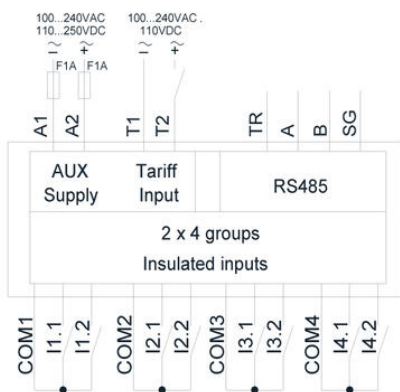 100...240VAC
110...250VDC
100...240VAC.
110VDC
~ ~ ~ ~
− + − +
F1A F1A
A1 A2 T1 T2 TR A B SG
AUX Supply
Tariff Input
RS485
2 x 4 groups
Insulated inputs
COM1 I1.1 I1.2 COM2 I2.1 I2.2 COM3 I3.1 I3.2 COM4 I4.1 I4.2